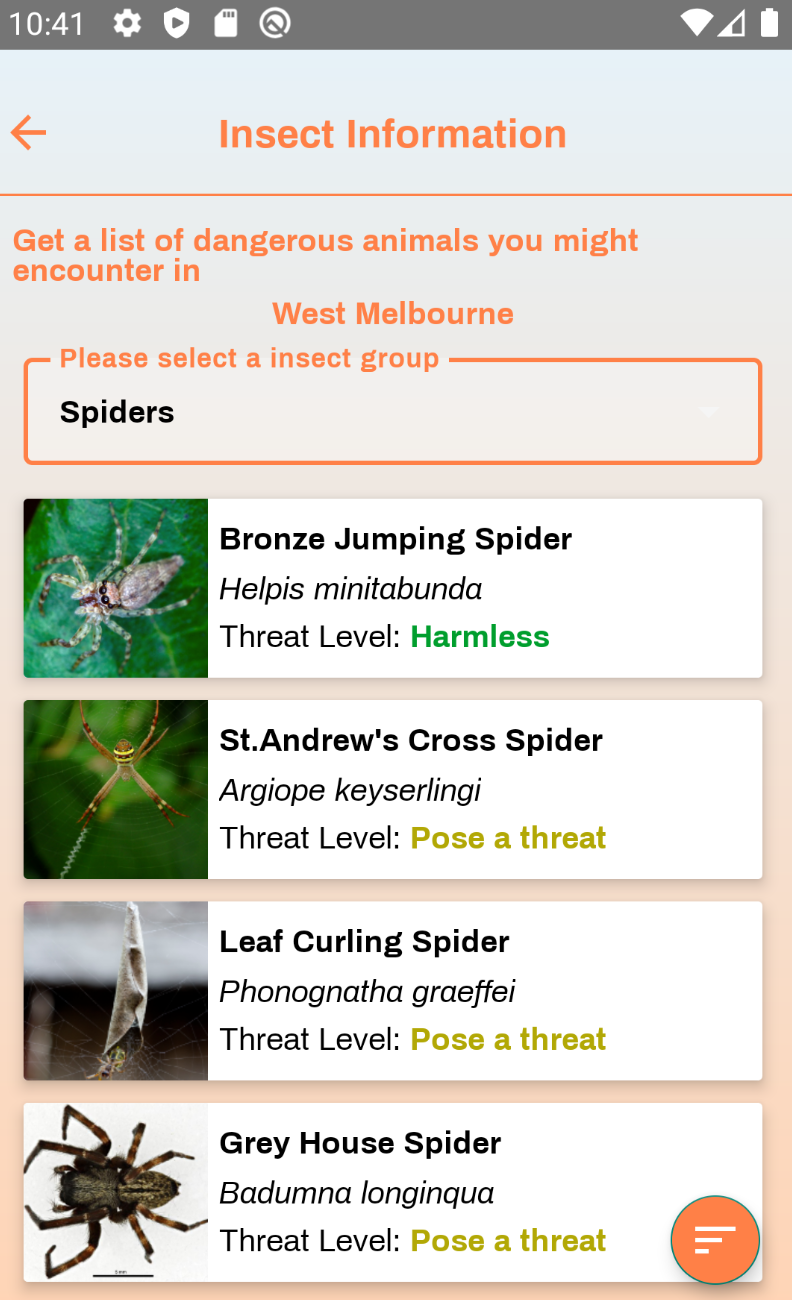 10:41
Insect Information
Get a list of dangerous animals you might
encounter in
West Melbourne
Please select a insect group
Spiders
Bronze Jumping Spider
Helpis minitabunda
Threat Level: Harmless
St.Andrew's Cross Spider
Argiope keyserlingi
Threat Level: Pose a threat
Leaf Curling Spider
Phonognatha graeffei
Threat Level: Pose a threat
Grey House Spider
Badumna longinqua
Threat Level: Pose a threat